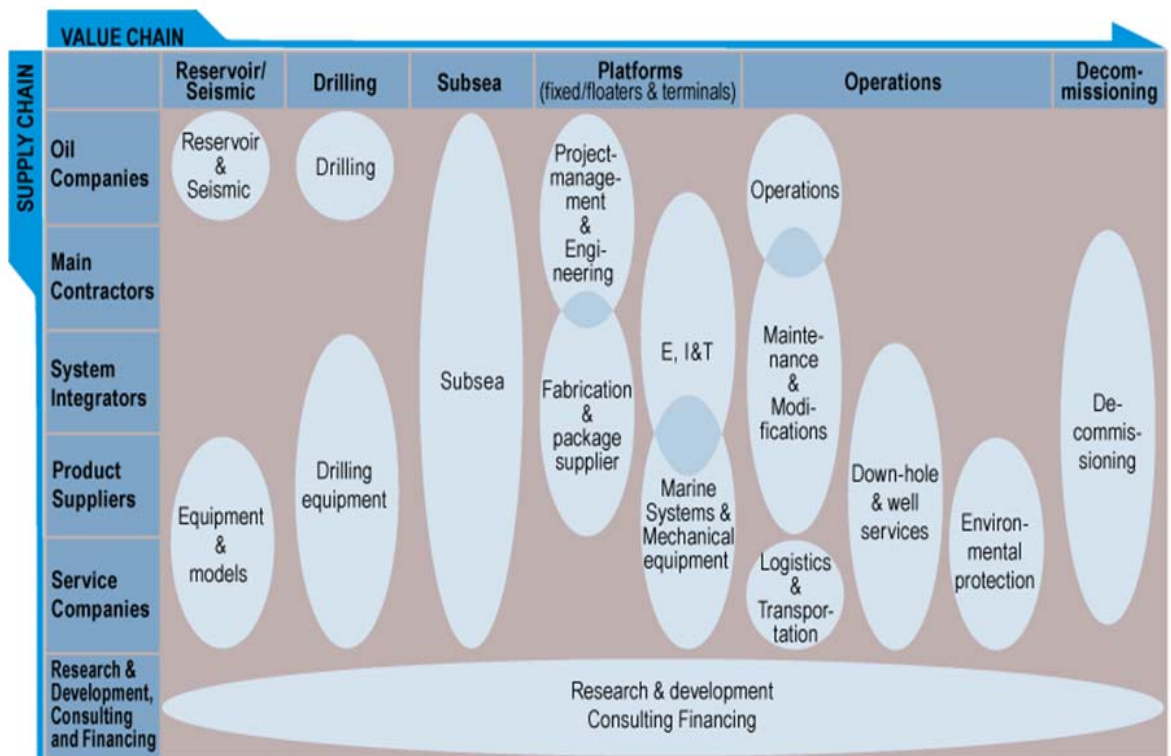 VALUE CHAIN
SUPPLY CHAIN
Reservoir/
Seismic
Drilling
Subsea
Platforms
(fixed/floaters & terminals)
Operations
Decom-
missioning
Oil
Companies
Reservoir
&
Seismic
Drilling
Project-
manage-
ment
&
Engi-
neering
Operations
Main
Contractors
System
Integrators
Subsea
Fabrication
&
package
supplier
E, I&T
Mainte-
nance
&
Modi-
fications
De-
commis-
sioning
Product
Suppliers
Equipment
&
models
Drilling
equipment
Marine
Systems &
Mechanical
equipment
Down-hole
& well
services
Environ-
mental
protection
Service
Companies
Logistics
&
Transpor-
tation
Research &
Development,
Consulting
and Financing
Research & development
Consulting Financing